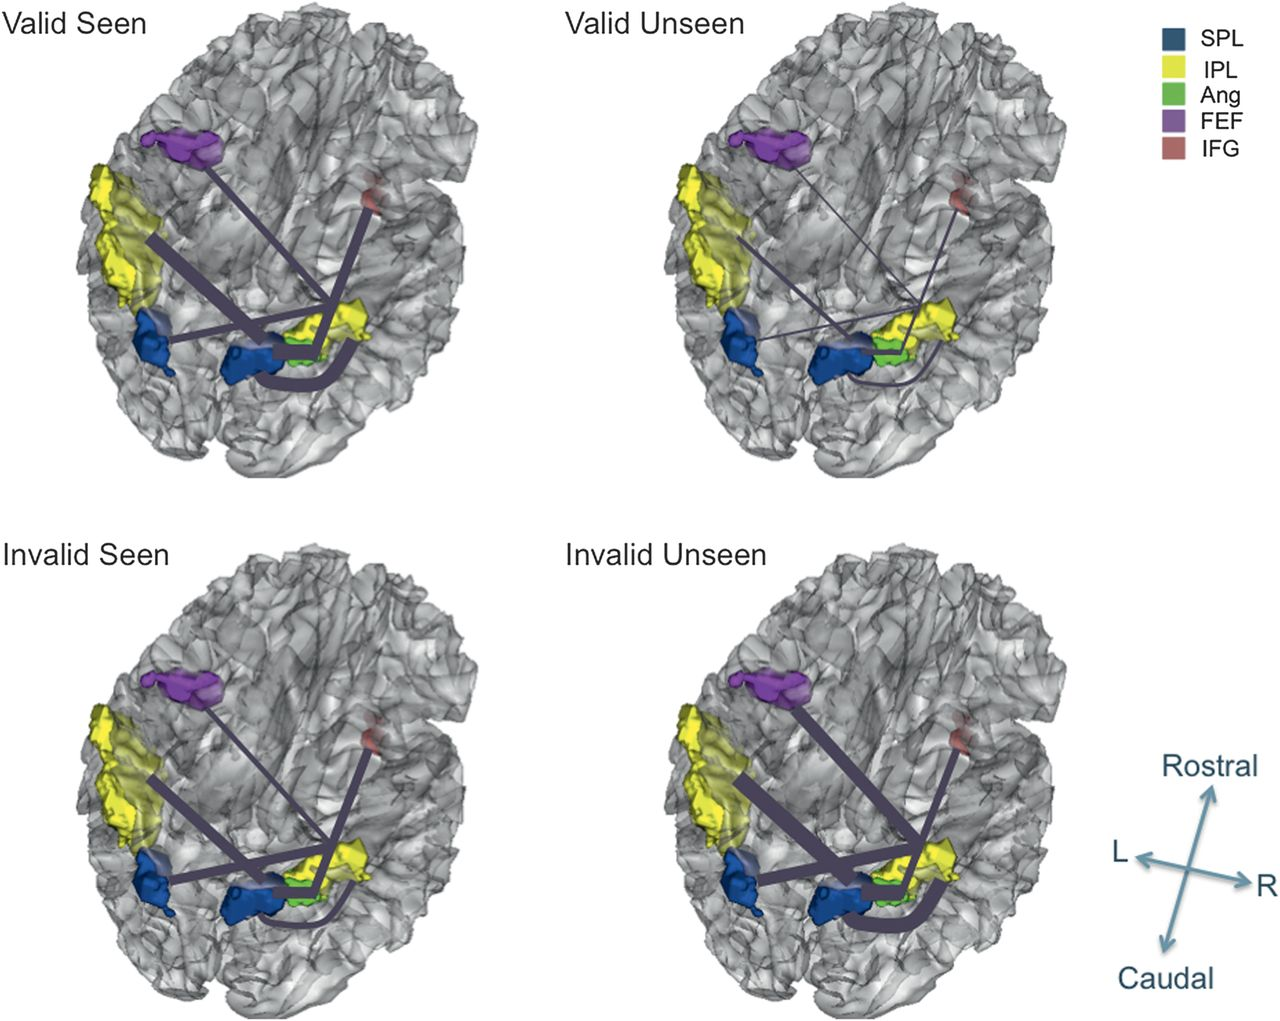 Valid Seen
Valid Unseen
SPL
IPL
Ang
FEF
IFG
Invalid Seen
Invalid Unseen
Rostral
L
R
Caudal